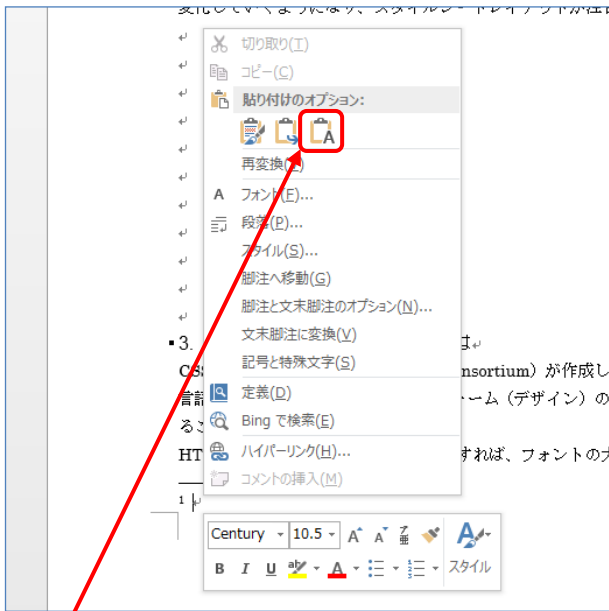 変化していくようになり、スタイルシートレイアウトが注
切り取り(T)
コピー(C)
貼り付けのオプション:
A
再変換(V)
A フォント(F)...
段落(P)...
スタイル(S)...
脚注へ移動(G)
脚注と文末脚注のオプション(N)...
文末脚注に変換(V)
記号と特殊文字(S)
3. は
CSS nsortium）が作成し
言語 ーム（デザイン）の
定義(D)
るこ
Bing で検索(E)
HT すれば、フォントの大
ハイパーリンク(H)...
コメントの挿入(M)
1
Century 10.5 A A ア亜
B I U aby A スタイル